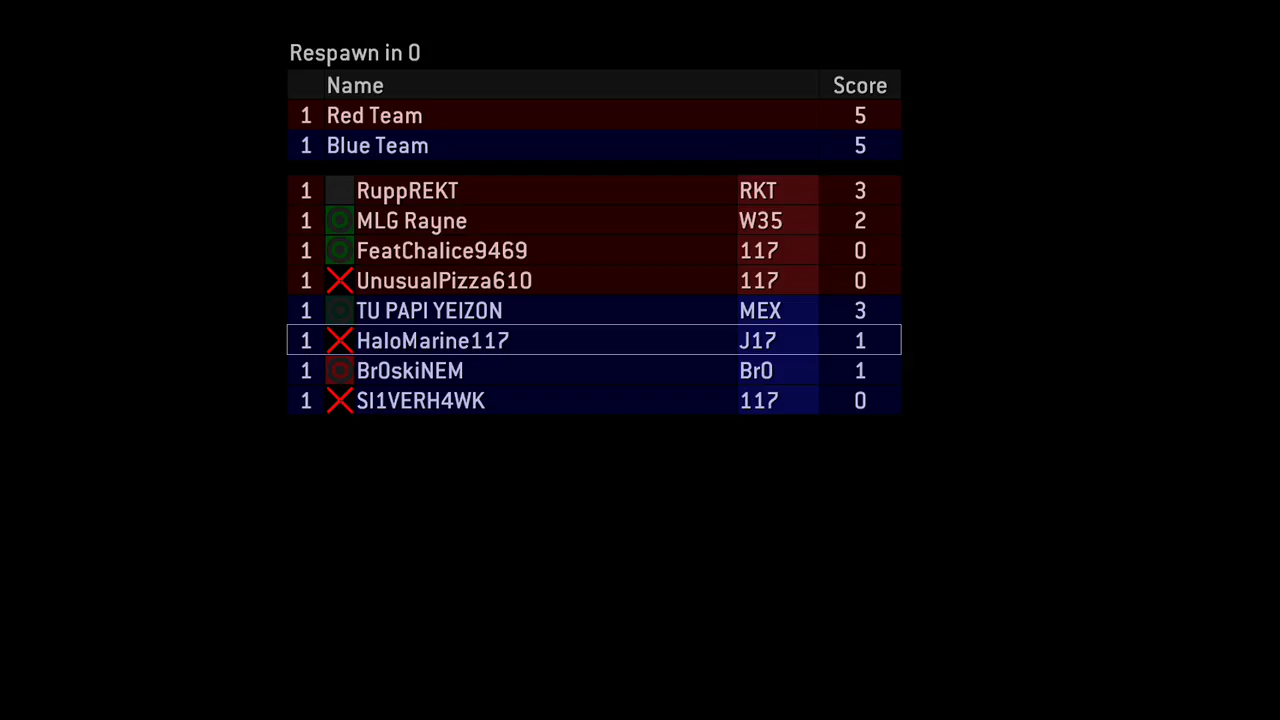 Respawn in 0
Name Score
1 Red Team 5
1 Blue Team 5
1 RuppREKT RKT 3
1 MLG Rayne W35 2
1 FeatChalice9469 117 0
1 UnusualPizza610 117 0
1 TU PAPI YEIZON MEX 3
1 HaloMarine117 J17 1
1 Br0skiNEM Br0 1
1 SI1VERH4WK 117 0